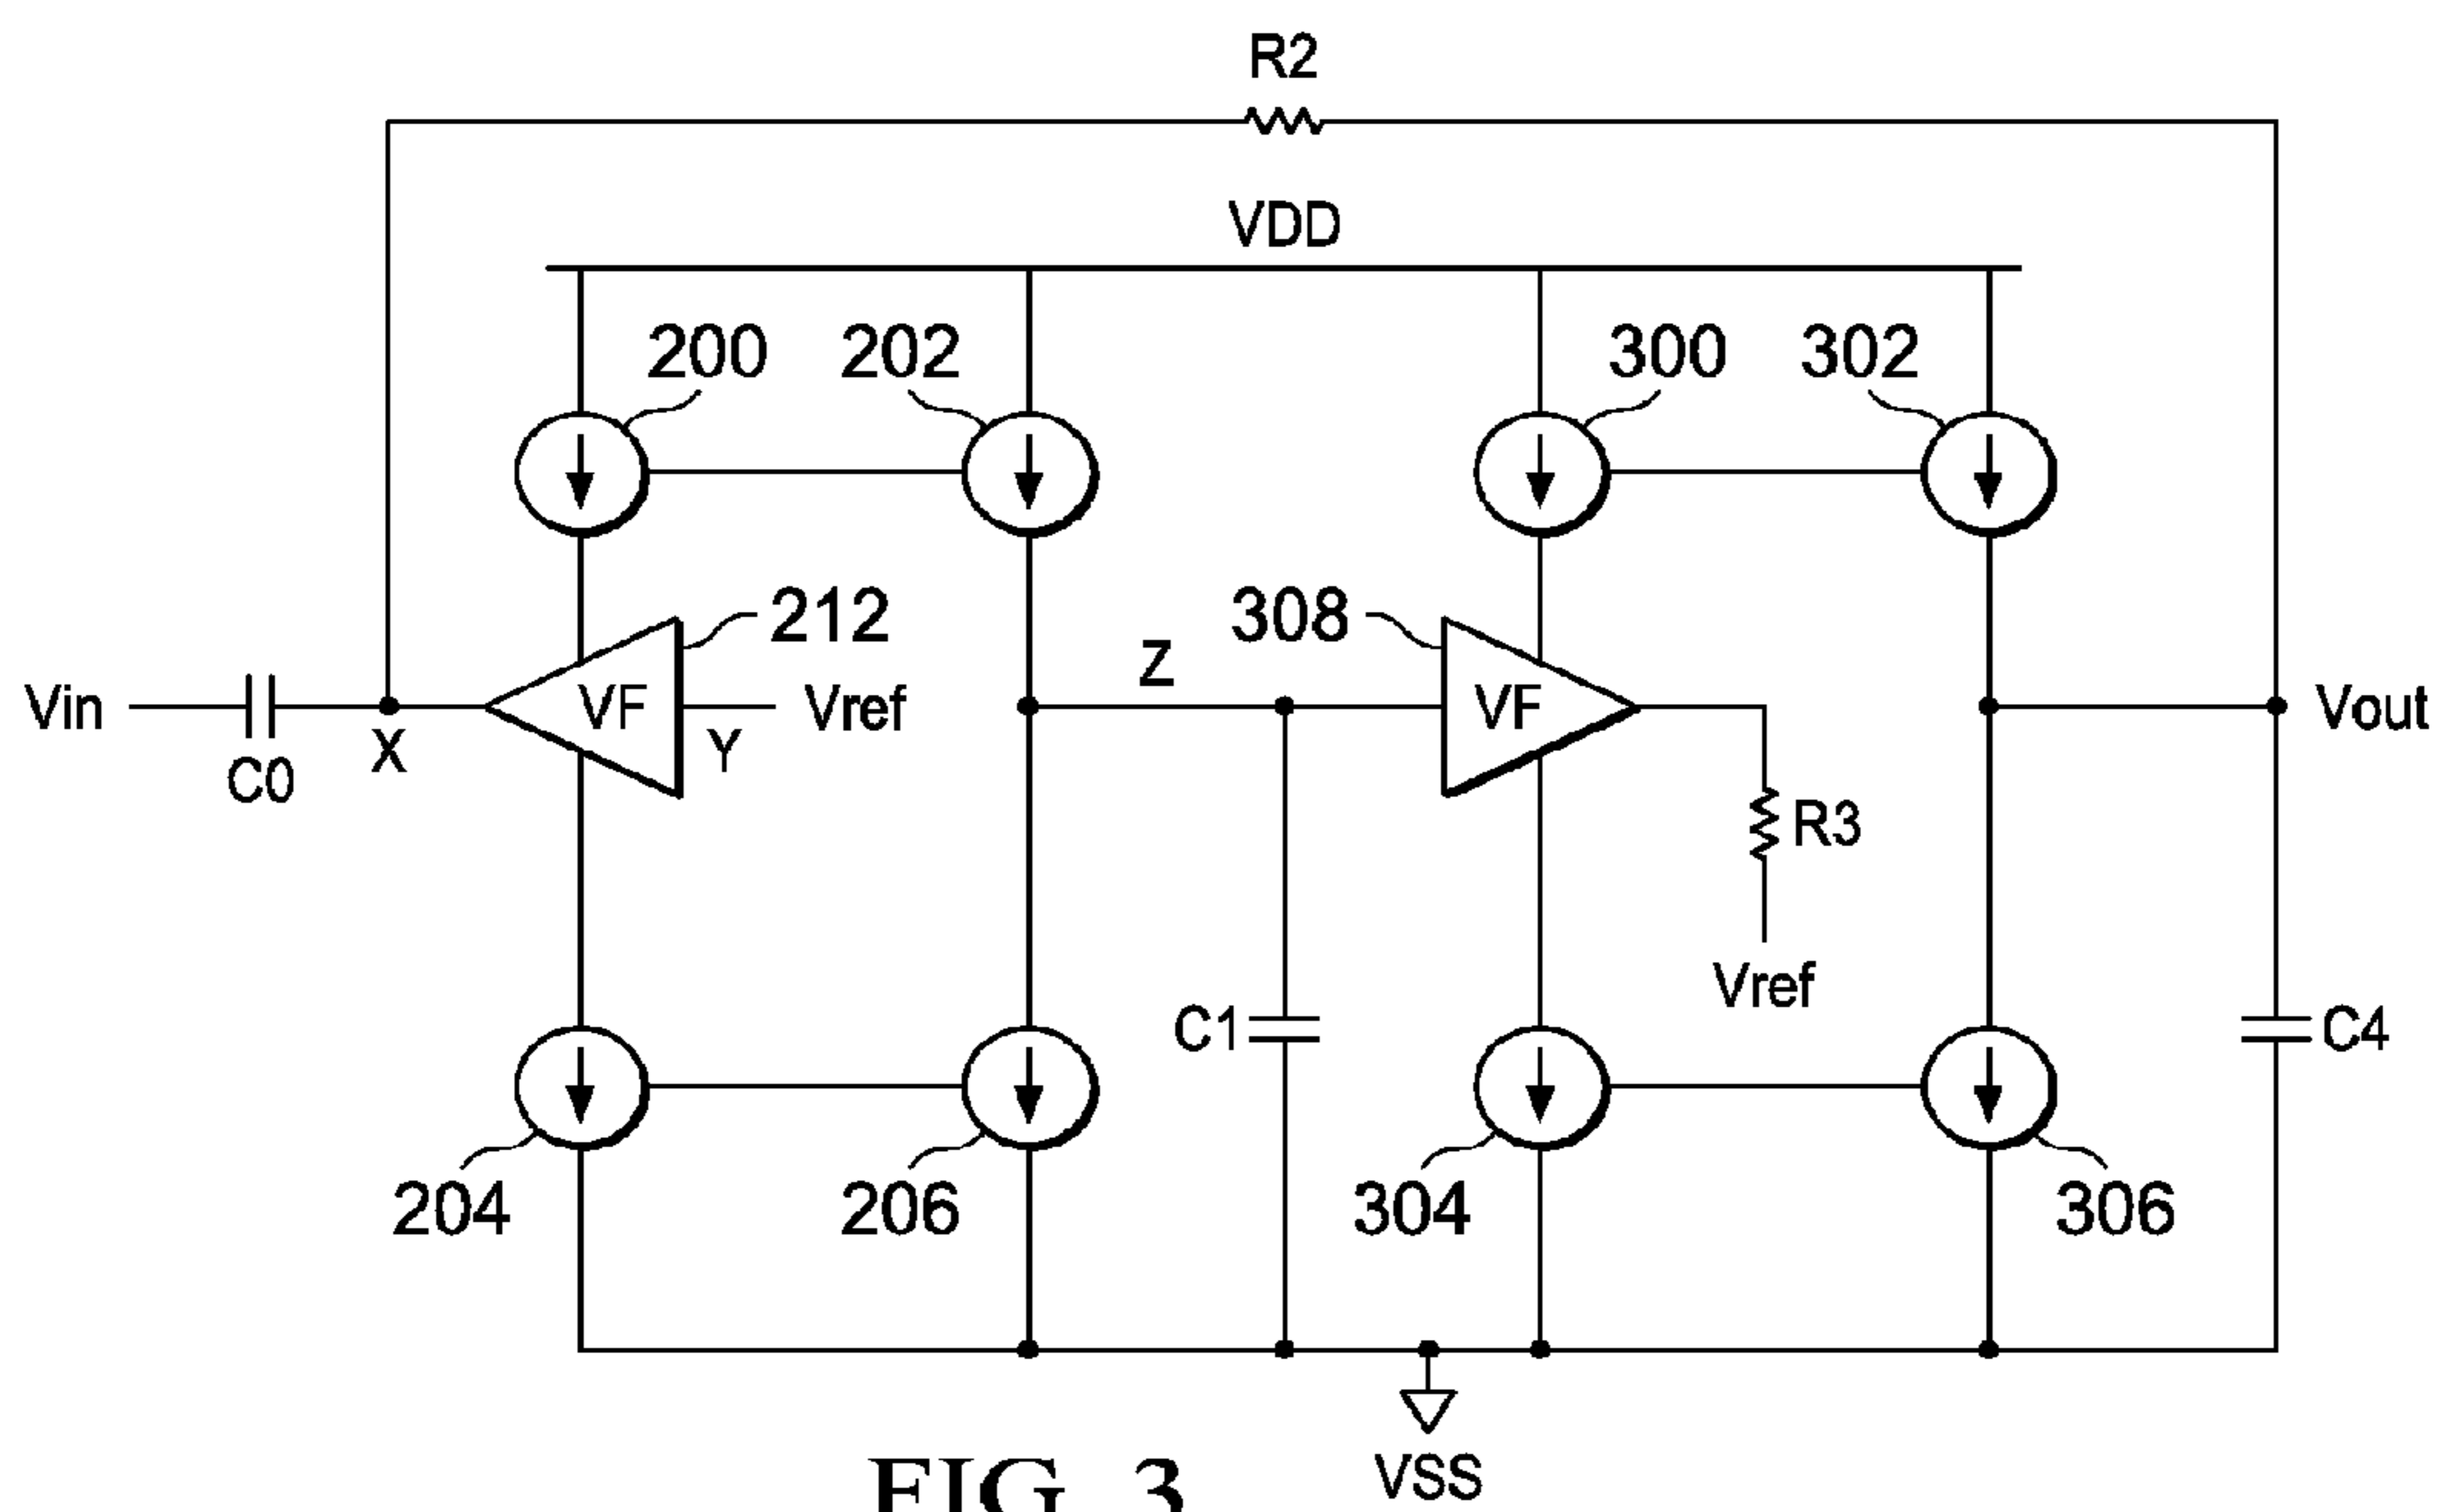 R2
VDD
200 202 300 302
212 308
VF Z VF
Vin Vref Vout
X Y
C0
R3
Vref
C1 C4
204 206 304 306
VSS
FIG. 3